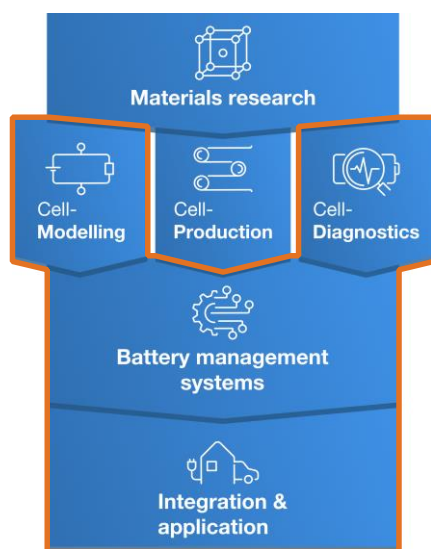 Materials research
Cell-
Modelling
Cell-
Production
Cell-
Diagnostics
Battery management
systems
Integration &
application